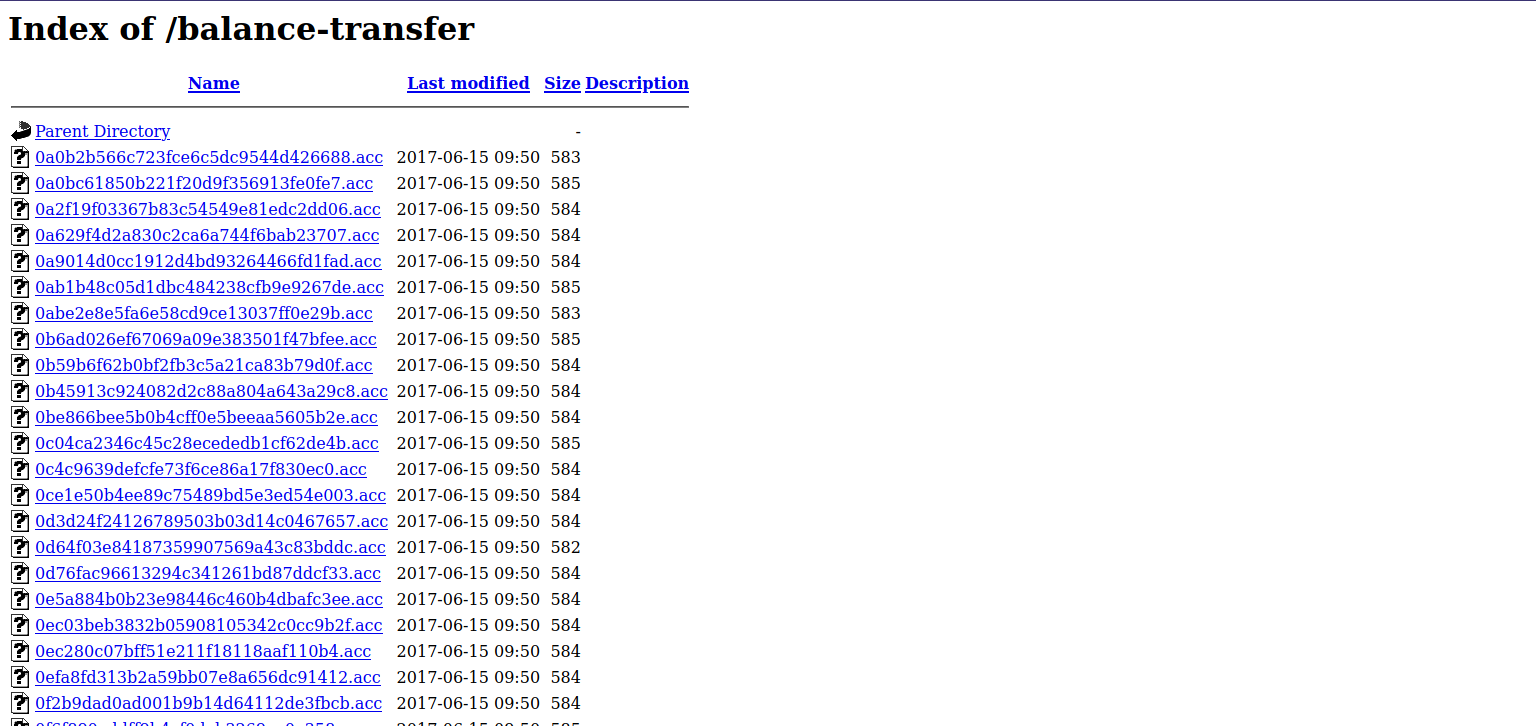 Index of /balance-transfer
Name Last modified Size Description
Parent Directory -
0a0b2b566c723fce6c5dc9544d426688.acc 2017-06-15 09:50 583
0a0bc61850b221f20d9f356913fe0fe7.acc 2017-06-15 09:50 585
0a2f19f03367b83c54549e81edc2dd06.acc 2017-06-15 09:50 584
0a629f4d2a830c2ca6a744f6bab23707.acc 2017-06-15 09:50 584
0a9014d0cc1912d4bd93264466fd1fad.acc 2017-06-15 09:50 584
0ab1b48c05d1dbc484238cfb9e9267de.acc 2017-06-15 09:50 585
0abe2e8e5fa6e58cd9ce13037ff0e29b.acc 2017-06-15 09:50 583
0b6ad026ef67069a09e383501f47bfee.acc 2017-06-15 09:50 585
0b59b6f62b0bf2fb3c5a21ca83b79d0f.acc 2017-06-15 09:50 584
0b45913c924082d2c88a804a643a29c8.acc 2017-06-15 09:50 584
0be866bee5b0b4cff0e5beeaa5605b2e.acc 2017-06-15 09:50 584
0c04ca2346c45c28ecededb1cf62de4b.acc 2017-06-15 09:50 585
0c4c9639defcfe73f6ce86a17f830ec0.acc 2017-06-15 09:50 584
0ce1e50b4ee89c75489bd5e3ed54e003.acc 2017-06-15 09:50 584
0d3d24f24126789503b03d14c0467657.acc 2017-06-15 09:50 584
0d64f03e84187359907569a43c83bddc.acc 2017-06-15 09:50 582
0d76fac96613294c341261bd87ddcf33.acc 2017-06-15 09:50 584
0e5a884b0b23e98446c460b4dbafc3ee.acc 2017-06-15 09:50 584
0ec03beb3832b05908105342c0cc9b2f.acc 2017-06-15 09:50 584
0ec280c07bff51e211f18118aaf110b4.acc 2017-06-15 09:50 584
0efa8fd313b2a59bb07e8a656dc91412.acc 2017-06-15 09:50 584
0f2b9dad0ad001b9b14d64112de3fbcb.acc 2017-06-15 09:50 584
2017-06-15 09:50 585